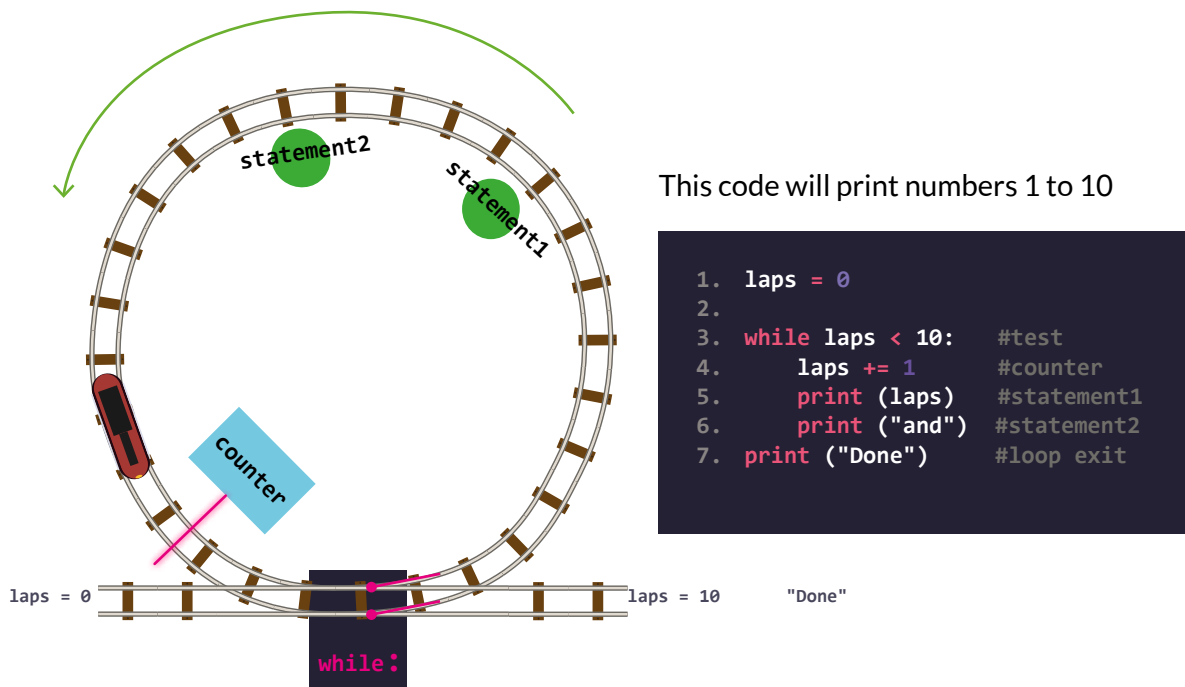 statement2
statement1
This code will print numbers 1 to 10
1. laps = 0
2.
3. while laps < 10: #test
4. laps += 1 #counter
5. print (laps) #statement1
6. print ("and") #statement2
7. print ("Done") #loop exit
counter
laps = 0
laps = 10 "Done"
while: